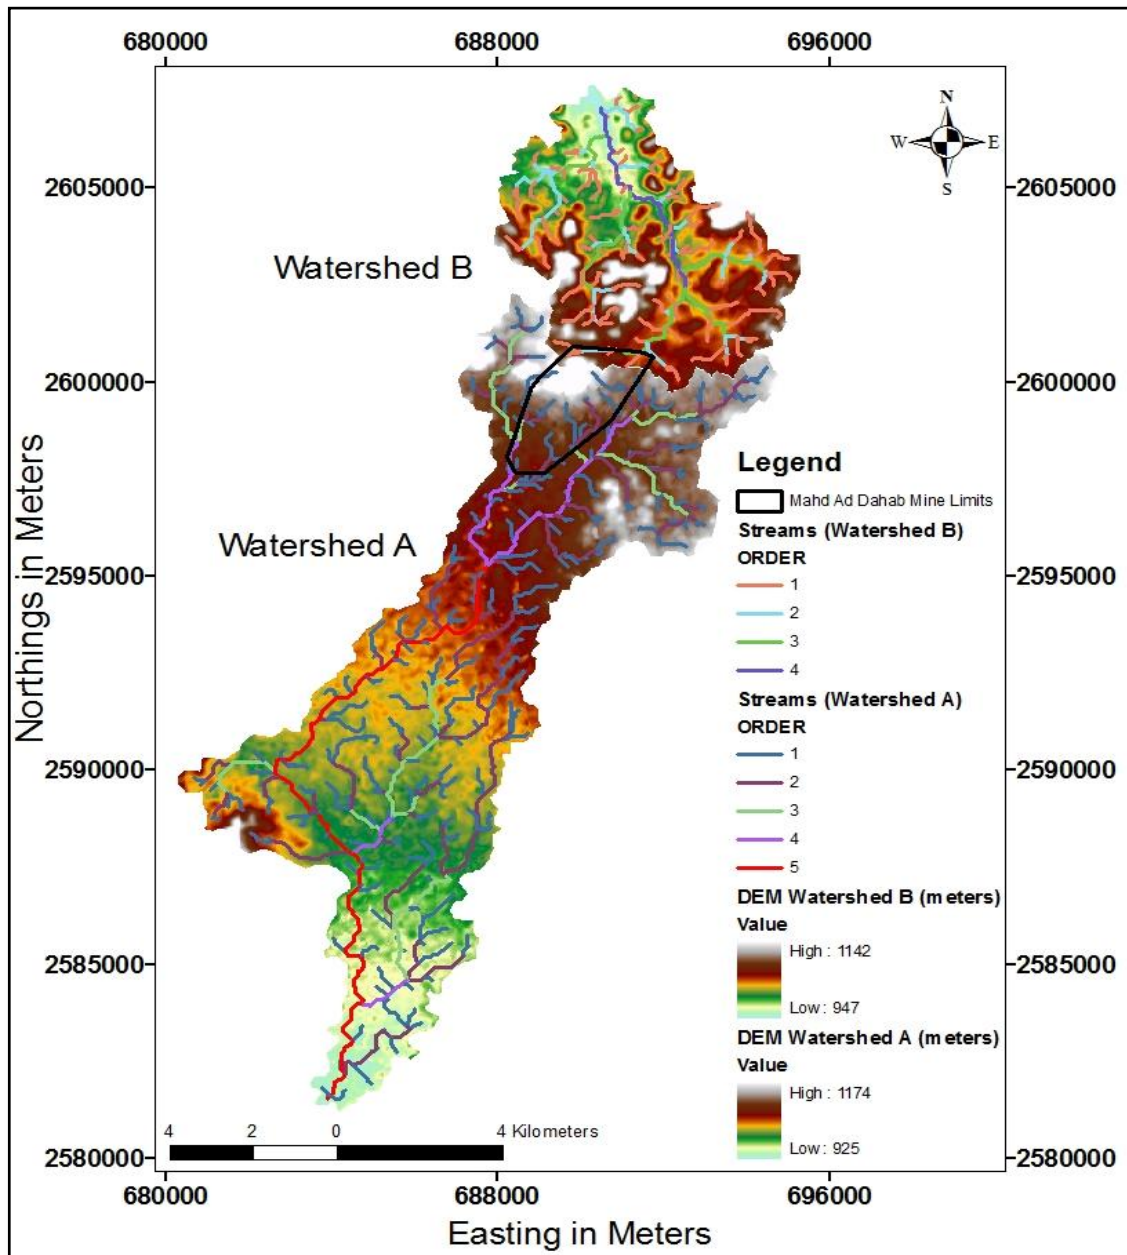 680000 688000 696000
N
W E
S
2605000 2605000
Watershed B
2600000 2600000
Legend
Mahd Ad Dahab Mine Limits
Streams (Watershed B)
ORDER
1
2
3
4
Streams (Watershed A)
ORDER
1
2
3
4
5
DEM Watershed B (meters)
Value
High : 1142
Low : 947
DEM Watershed A (meters)
Value
High : 1174
Low : 925
Watershed A
2595000 2595000
Northings in Meters
2590000 2590000
2585000 2585000
4 2 0 4 Kilometers
2580000 2580000
680000 688000 696000
Easting in Meters